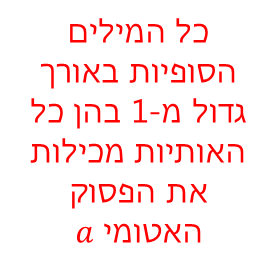 כל המילים
הסופיות באורך
גדול מ-1 בהן כל
האותיות מכילות
את הפסוק
האטומי a